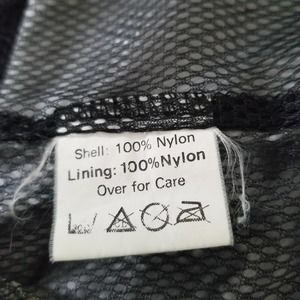 Shell: 100% Nylon
Lining: 100%Nylon
Over for Care